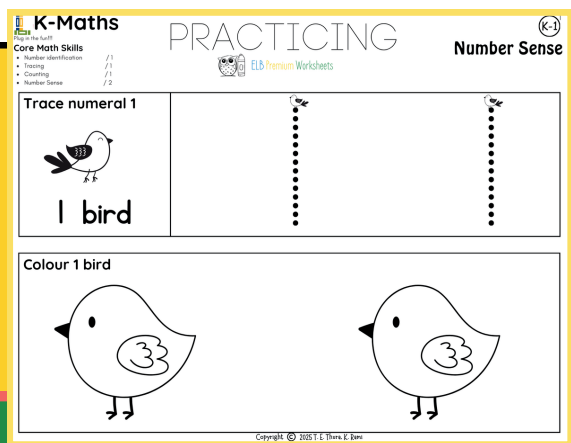 K-Maths
Plug in the fun!!!
Core Math Skills
• Number identification / 1
• Tracing / 1
• Counting / 1
• Number Sense / 2
PRACTICING
ELB Premium Worksheets
K-1
Number Sense
Trace numeral 1
1 bird
Colour 1 bird
Copyright © 2025 T. E. Thore. K. Remi